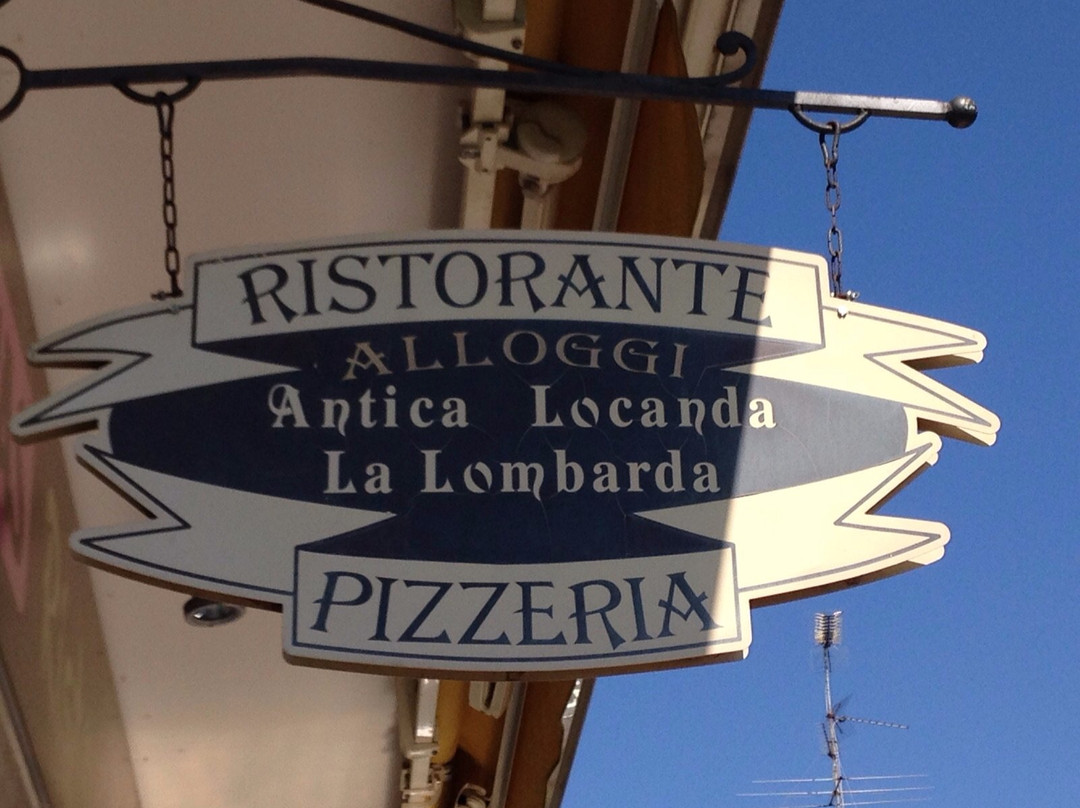 RISTORANTE
ALLOGGI
Antica Locanda
La Lombarda
PIZZERIA